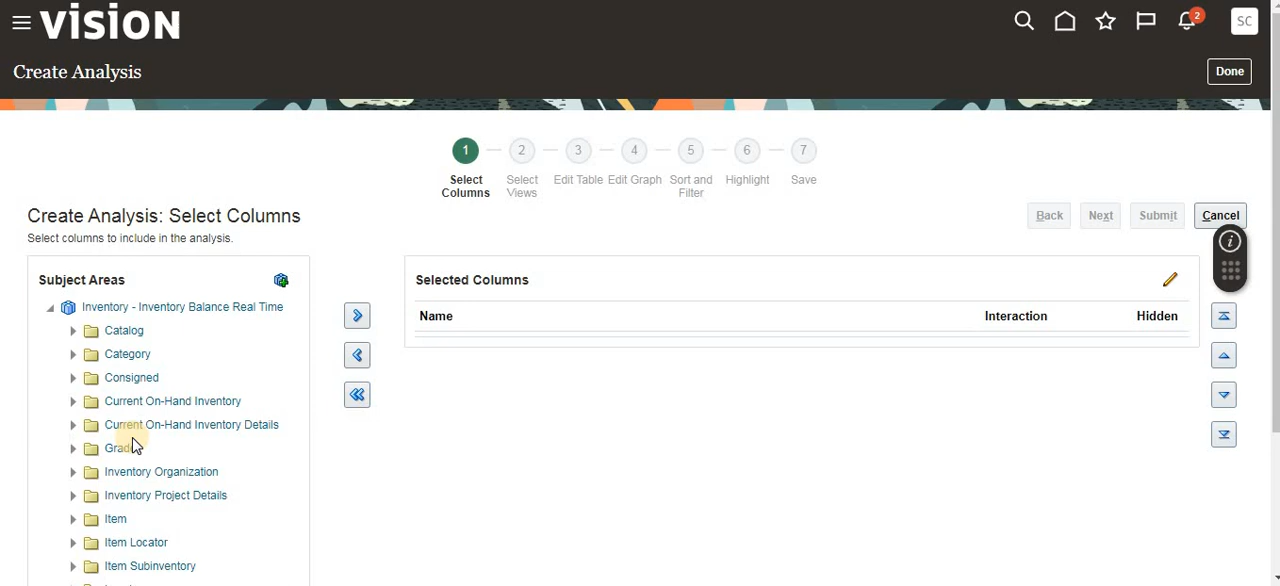 VISION
2
SC
Create Analysis
Done
1 2 3 4 5 6 7
Select Columns
Select Views
Edit Table
Edit Graph
Sort and Filter
Highlight
Save
Create Analysis: Select Columns
Select columns to include in the analysis.
Back Next Submit Cancel
Subject Areas
Inventory - Inventory Balance Real Time
Catalog
Category
Consigned
Current On-Hand Inventory
Current On-Hand Inventory Details
Grade
Inventory Organization
Inventory Project Details
Item
Item Locator
Item Subinventory
Selected Columns
Name Interaction Hidden